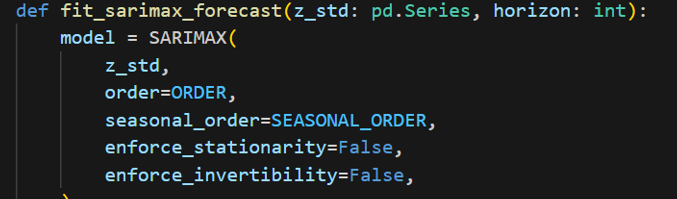 def fit_sarimax_forecast(z_std: pd.Series, horizon: int):
    model = SARIMAX(
        z_std,
        order=ORDER,
        seasonal_order=SEASONAL_ORDER,
        enforce_stationarity=False,
        enforce_invertibility=False,
    )